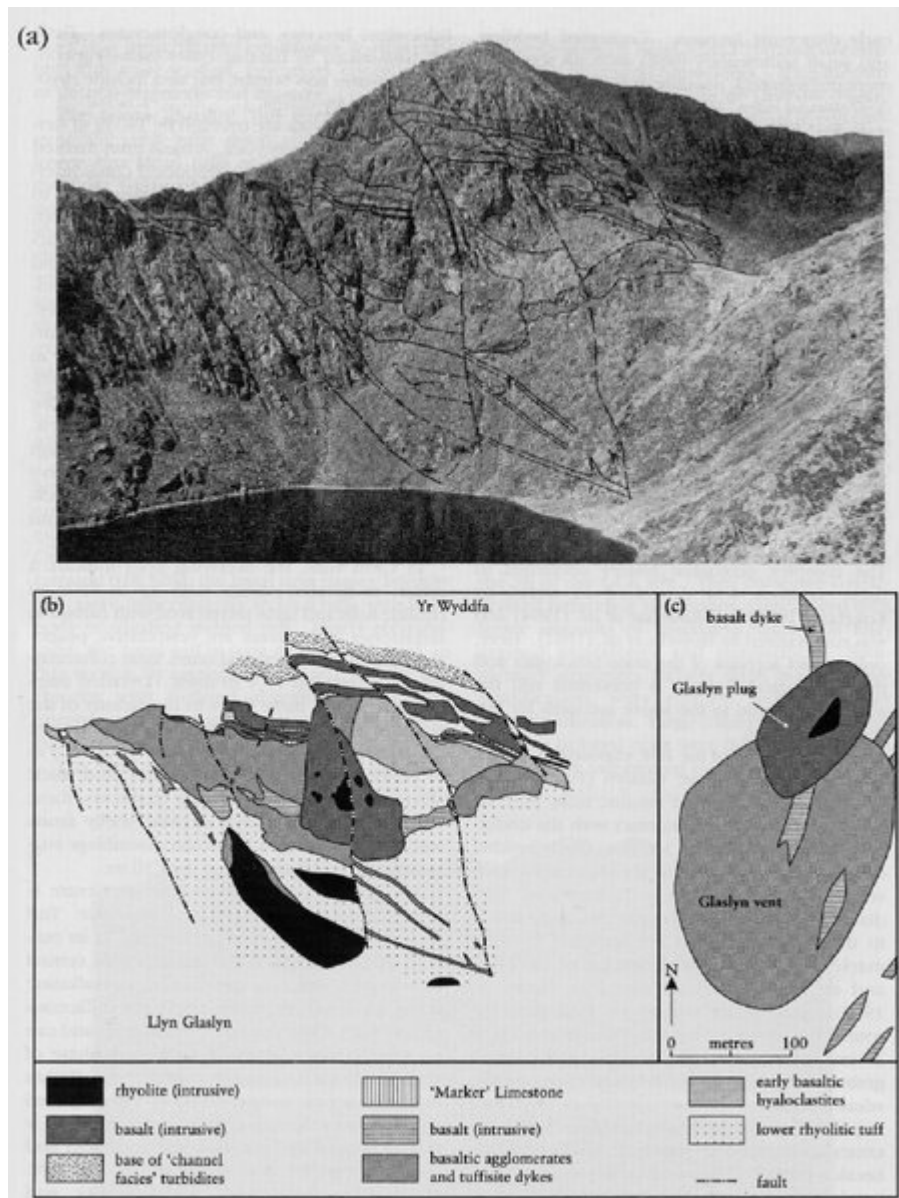 (a)
(b)
Yr Wyddfa
Llyn Glaslyn
(c)
basalt dyke
Glaslyn plug
Glaslyn vent
N
0 metres 100
rhyolite (intrusive)
basalt (intrusive)
base of 'channel
facies' turbidites
'Marker' Limestone
basalt (intrusive)
basaltic agglomerates
and tuffisite dykes
early basaltic
hyaloclastites
lower rhyolitic tuff
fault